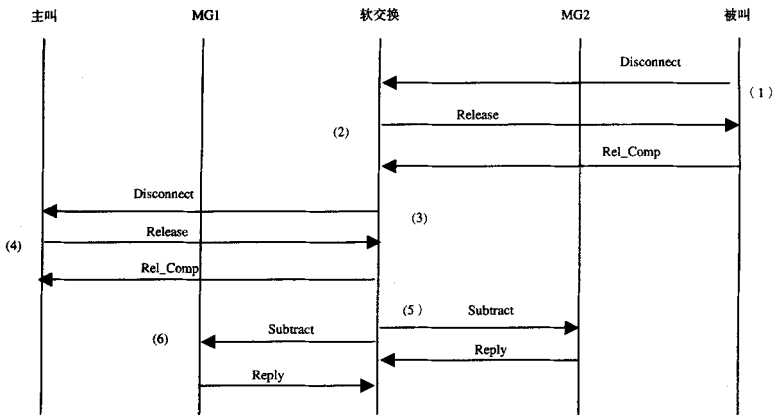 主叫 MG1 软交换 MG2 被叫
Disconnect
（1）
Release
(2)
Rel_Comp
Disconnect
(3)
Release
(4)
Rel_Comp
(5） Subtract
(6) Subtract
Reply
Reply